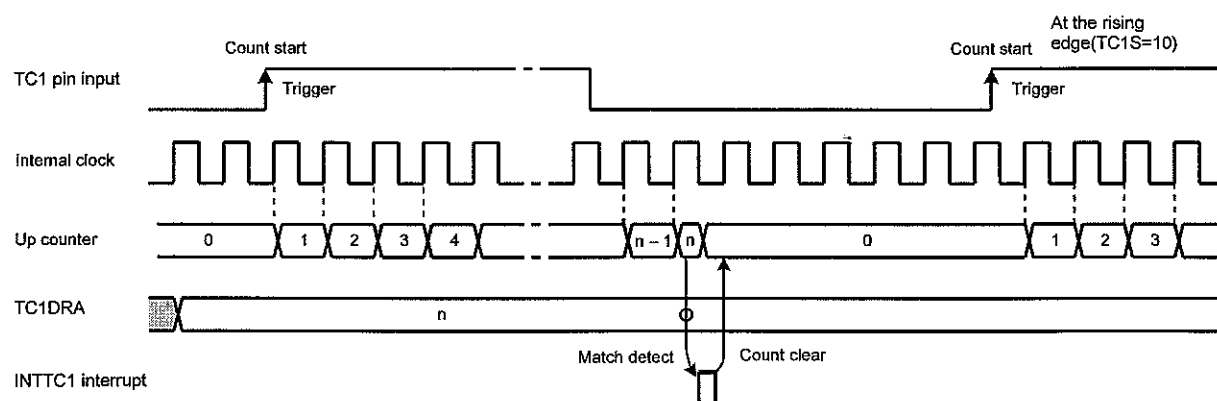 At the rising
edge(TC1S=10)
Count start
Count start
TC1 pin input
Trigger
Trigger
Internal clock
Up counter
0 1 2 3 4 n – 1 n 0 1 2 3
TC1DRA
n
Match detect
Count clear
INTTC1 interrupt